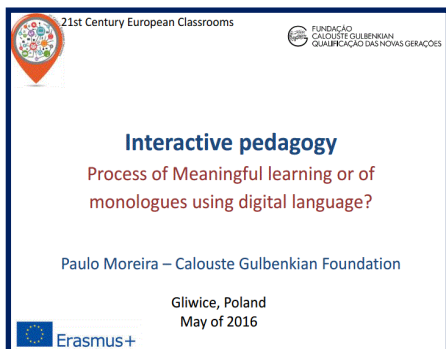 21st Century European Classrooms
FUNDAÇÃO
CALOUSTE GULBENKIAN
QUALIFICAÇÃO DAS NOVAS GERAÇÕES
Interactive pedagogy
Process of Meaningful learning or of
monologues using digital language?
Paulo Moreira – Calouste Gulbenkian Foundation
Gliwice, Poland
May of 2016
Erasmus+